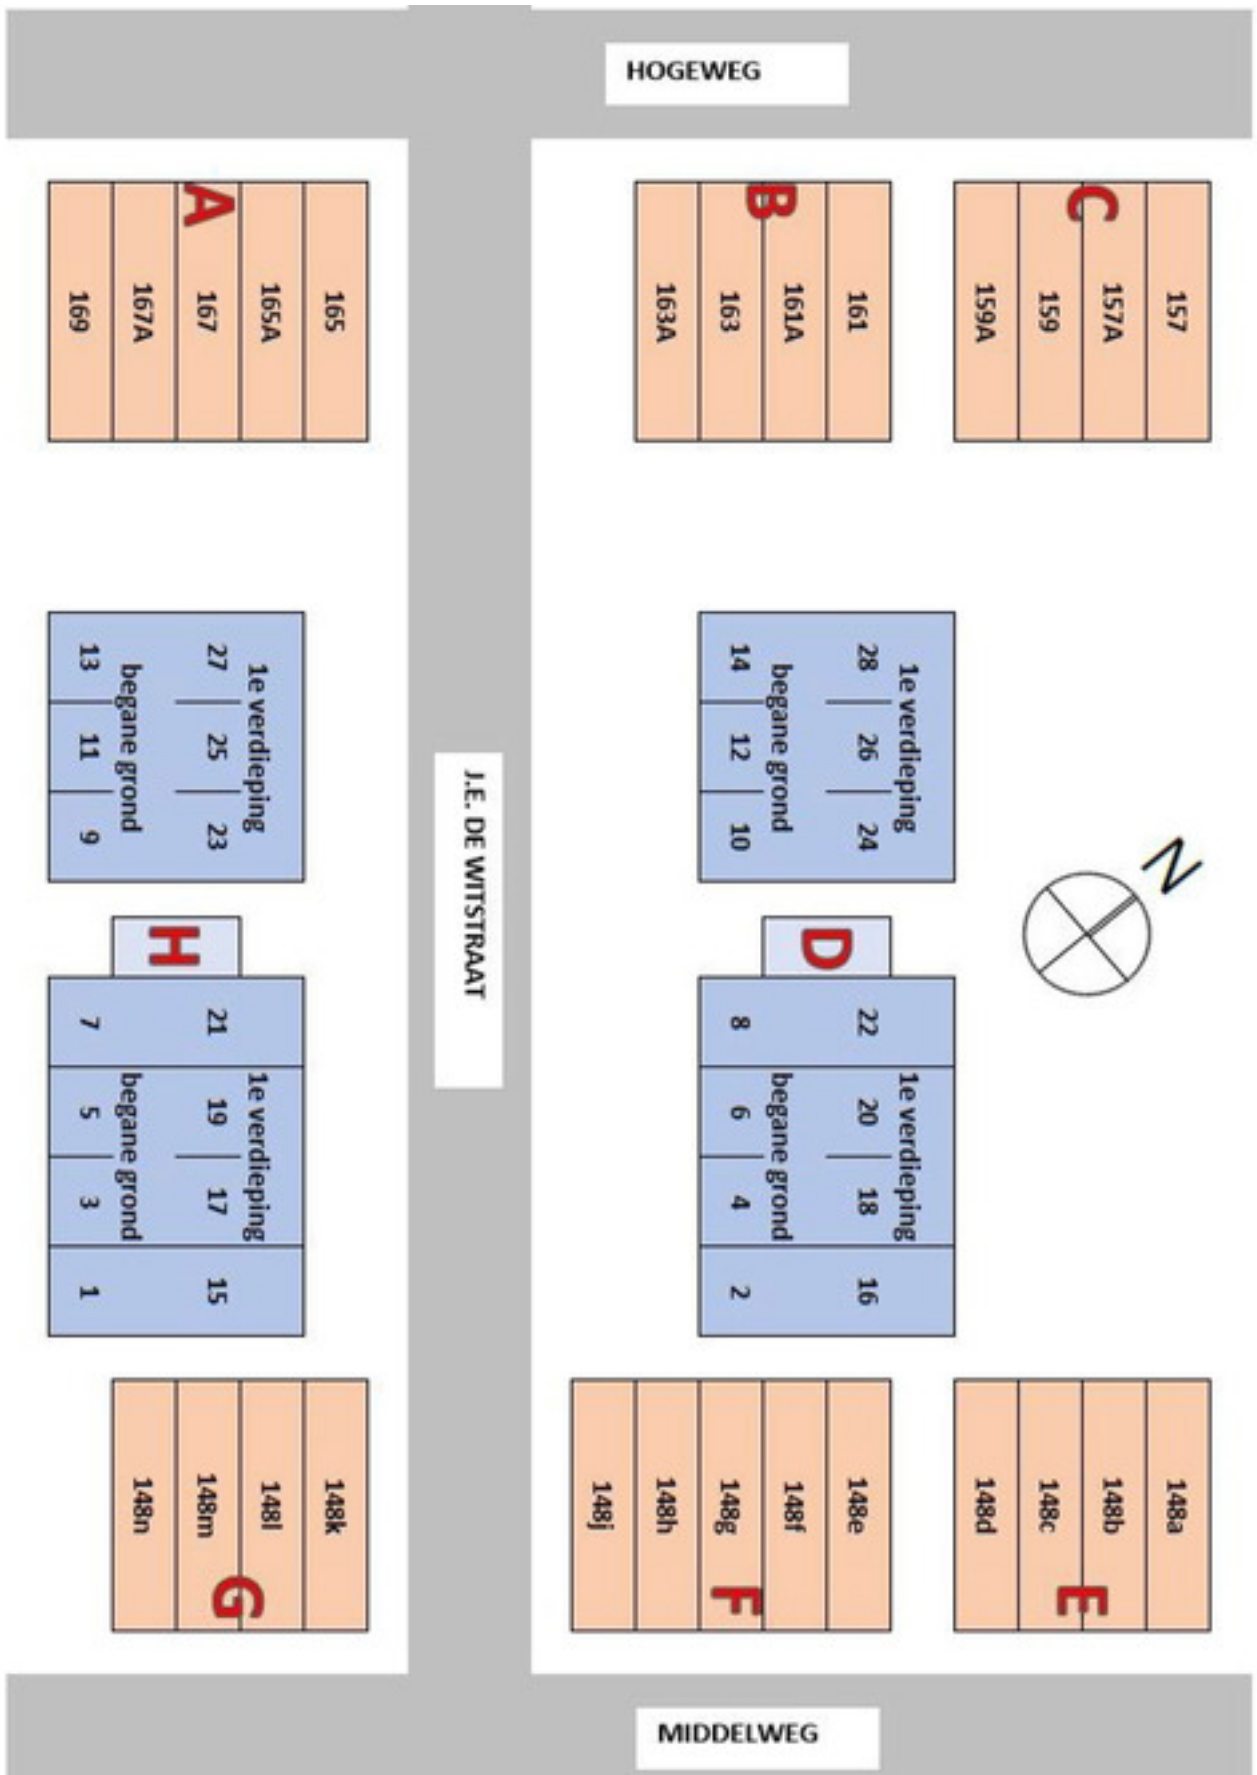 HOGEWEG
A
169
167A
167
165A
165
B
163A
163
161A
161
C
159A
159
157A
157
J.E. DE WITSTRAAT
1e verdieping
27
25
23
begane grond
13
11
9
H
21
19
17
15
1e verdieping
7
5
3
1
begane grond
1e verdieping
28
26
24
begane grond
14
12
10
D
22
20
18
16
1e verdieping
8
6
4
2
begane grond
N
148n
148m
148l
148k
G
148j
148h
148g
148f
148e
F
148d
148c
148b
148a
E
MIDDELWEG